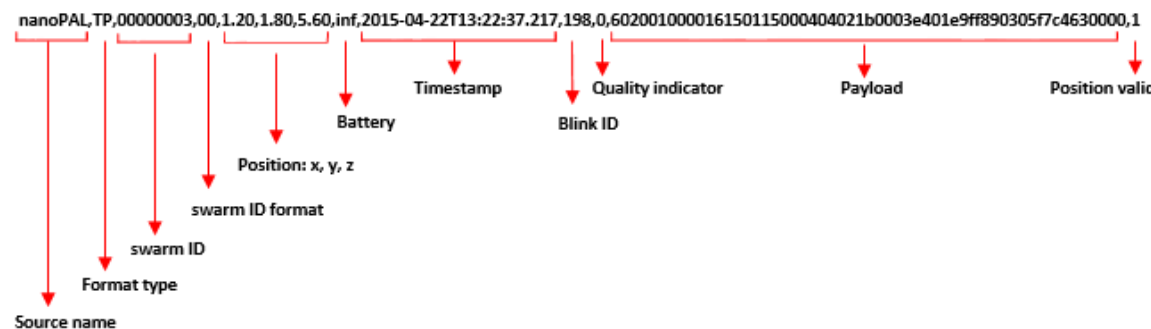 nanoPAL,TP,00000003,00,1.20,1.80,5.60,inf,2015-04-22T13:22:37.217,198,0,602001000016150115000404021b0003e401e9ff890305f7c4630000,1
Timestamp
Quality indicator
Payload
Position valid
Battery
Blink ID
Position: x, y, z
swarm ID format
swarm ID
Format type
Source name